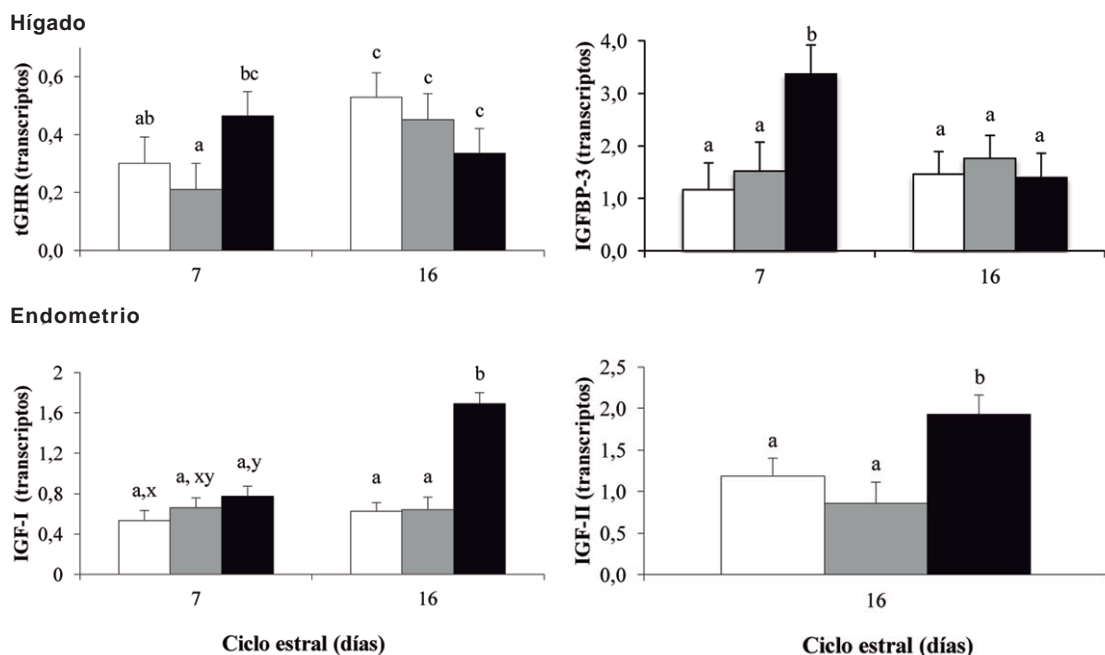 Hígado
tGHR (transcriptos)
0,6
0,4
0,2
0,0
ab
a
bc
c
c
c
7
16
IGFBP-3 (transcriptos)
4,0
3,0
2,0
1,0
0,0
a
a
b
a
a
a
7
16
Endometrio
IGF-I (transcriptos)
2
1,6
1,2
0,8
0,4
0
a,x
a, xy
a,y
a
a
b
7
16
Ciclo estral (días)
IGF-II (transcriptos)
2,5
2,0
1,5
1,0
0,5
0,0
a
a
b
16
Ciclo estral (días)